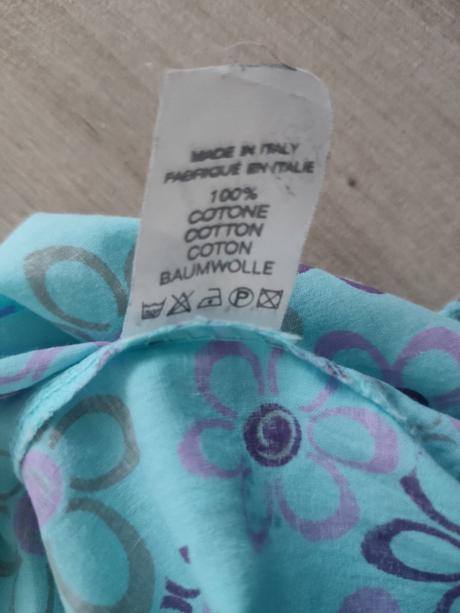 MADE IN ITALY
FABRIQUÉ EN ITALIE
100%
COTONE
COTTON
COTON
BAUMWOLLE
P